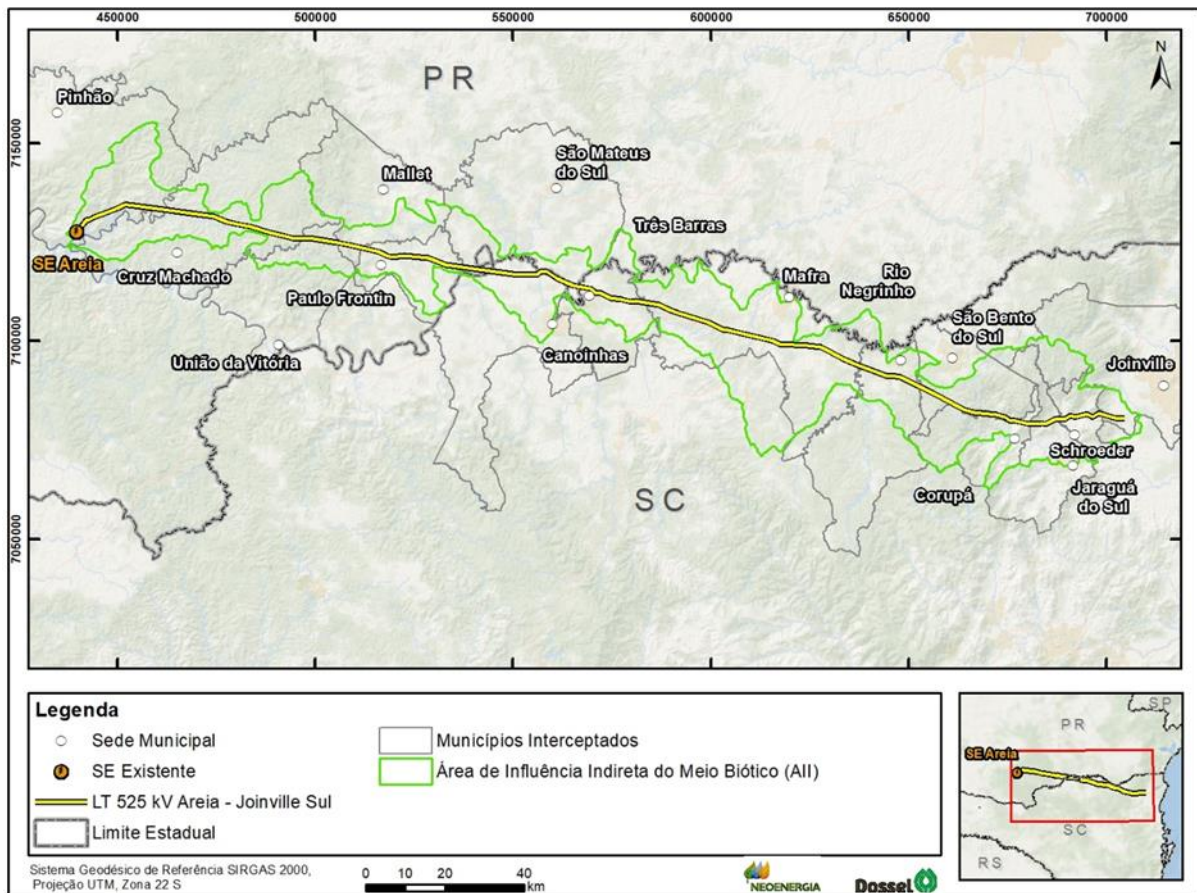 450000 500000 550000 600000 650000 700000
N
PR
Pinhão
7150000
Mallet
São Mateus
do Sul
Três Barras
SE Areia
Cruz Machado
Paulo Frontin
Mafra
Rio
Negrinho
São Bento
do Sul
União da Vitória
Canoinhas
Joinville
7100000
Schroeder
Corupá
Jaraguá
do Sul
SC
7050000
Legenda
Sede Municipal
SE Existente
LT 525 kV Areia - Joinville Sul
Limite Estadual
Municípios Interceptados
Área de Influência Indireta do Meio Biótico (AII)
SP
PR
SE Areia
SC
RS
Sistema Geodésico de Referência SIRGAS 2000,
Projeção UTM, Zona 22 S
0 10 20 40
km
NEOENERGIA
Dossel